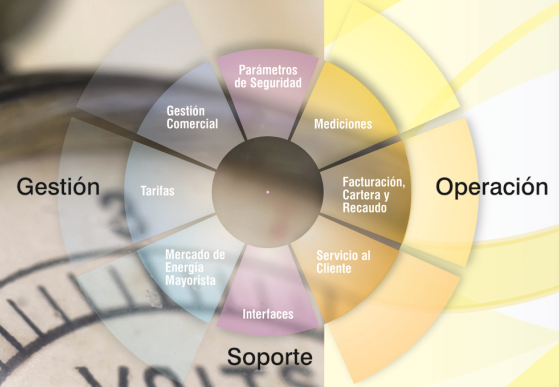 Parámetros
de Seguridad
Gestión
Comercial
Mediciones
Gestión
Tarifas
Facturación,
Cartera y
Recaudo
Operación
Mercado de
Energía
Mayorista
Servicio al
Cliente
Interfaces
Soporte
VOLTS